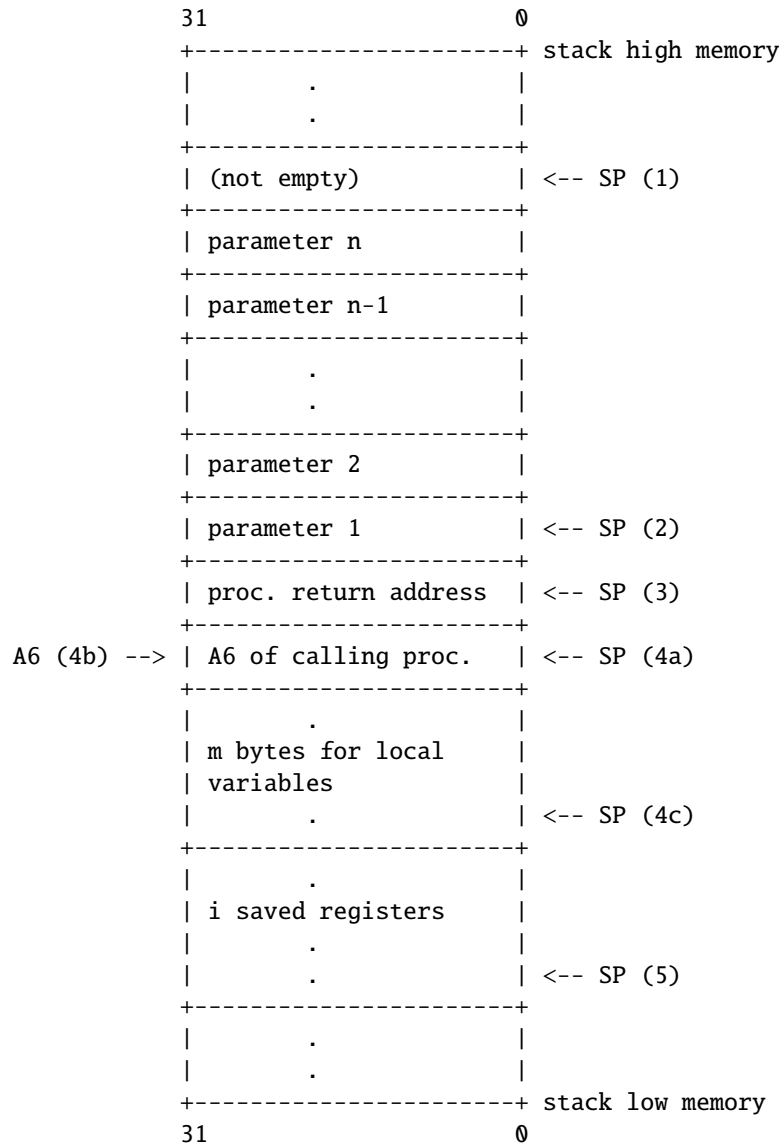 31                      0
+-----------------------+ stack high memory
|         .             |
|         .             |
+-----------------------+
| (not empty)           | <-- SP (1)
+-----------------------+
| parameter n           |
+-----------------------+
| parameter n-1         |
+-----------------------+
|         .             |
|         .             |
+-----------------------+
| parameter 2           |
+-----------------------+
| parameter 1           | <-- SP (2)
+-----------------------+
| proc. return address  | <-- SP (3)
+-----------------------+
A6 (4b) --> | A6 of calling proc.   | <-- SP (4a)
+-----------------------+
|         .             |
| m bytes for local     |
| variables             |
|         .             | <-- SP (4c)
+-----------------------+
|         .             |
| i saved registers     |
|         .             |
|         .             | <-- SP (5)
+-----------------------+
|         .             |
|         .             |
+-----------------------+ stack low memory
31                      0